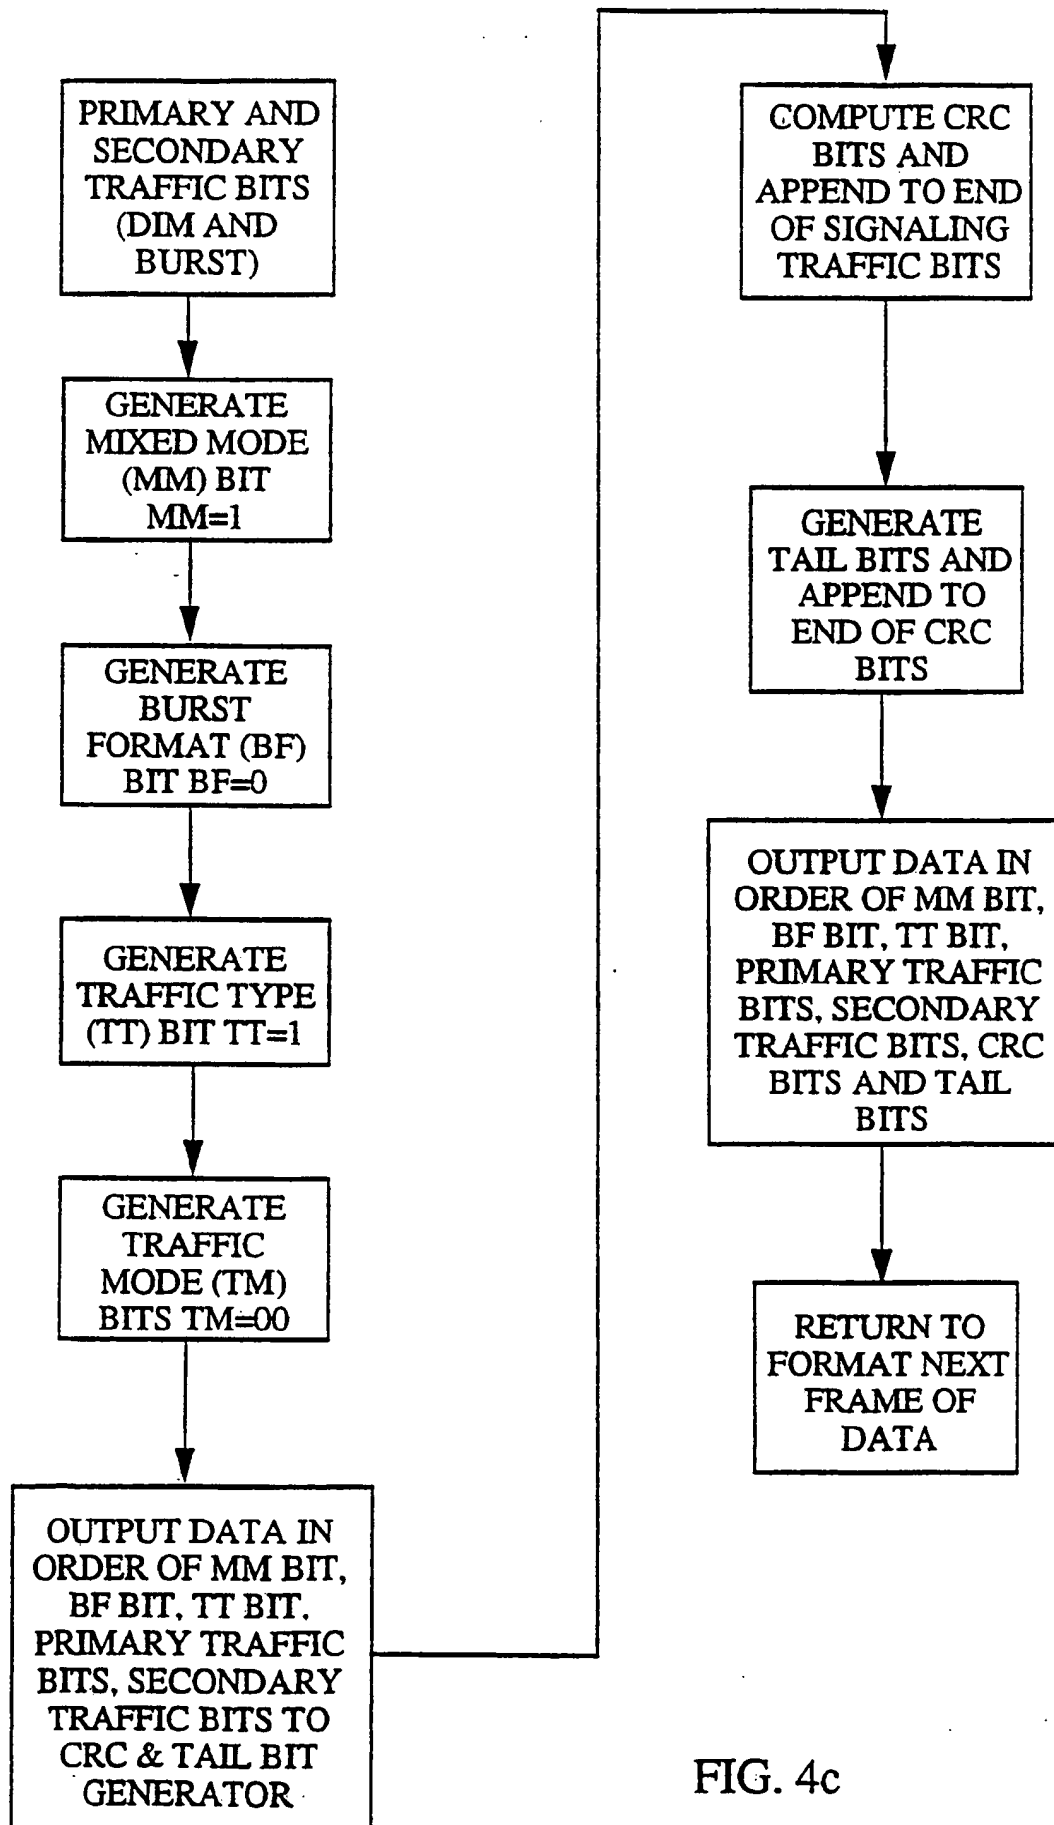 PRIMARY AND
SECONDARY
TRAFFIC BITS
(DIM AND
BURST)
GENERATE
MIXED MODE
(MM) BIT
MM=1
GENERATE
BURST
FORMAT (BF)
BIT BF=0
GENERATE
TRAFFIC TYPE
(TT) BIT TT=1
GENERATE
TRAFFIC
MODE (TM)
BITS TM=00
OUTPUT DATA IN
ORDER OF MM BIT,
BF BIT, TT BIT,
PRIMARY TRAFFIC
BITS, SECONDARY
TRAFFIC BITS TO
CRC & TAIL BIT
GENERATOR
COMPUTE CRC
BITS AND
APPEND TO END
OF SIGNALING
TRAFFIC BITS
GENERATE
TAIL BITS AND
APPEND TO
END OF CRC
BITS
OUTPUT DATA IN
ORDER OF MM BIT,
BF BIT, TT BIT,
PRIMARY TRAFFIC
BITS, SECONDARY
TRAFFIC BITS, CRC
BITS AND TAIL
BITS
RETURN TO
FORMAT NEXT
FRAME OF
DATA
FIG. 4c